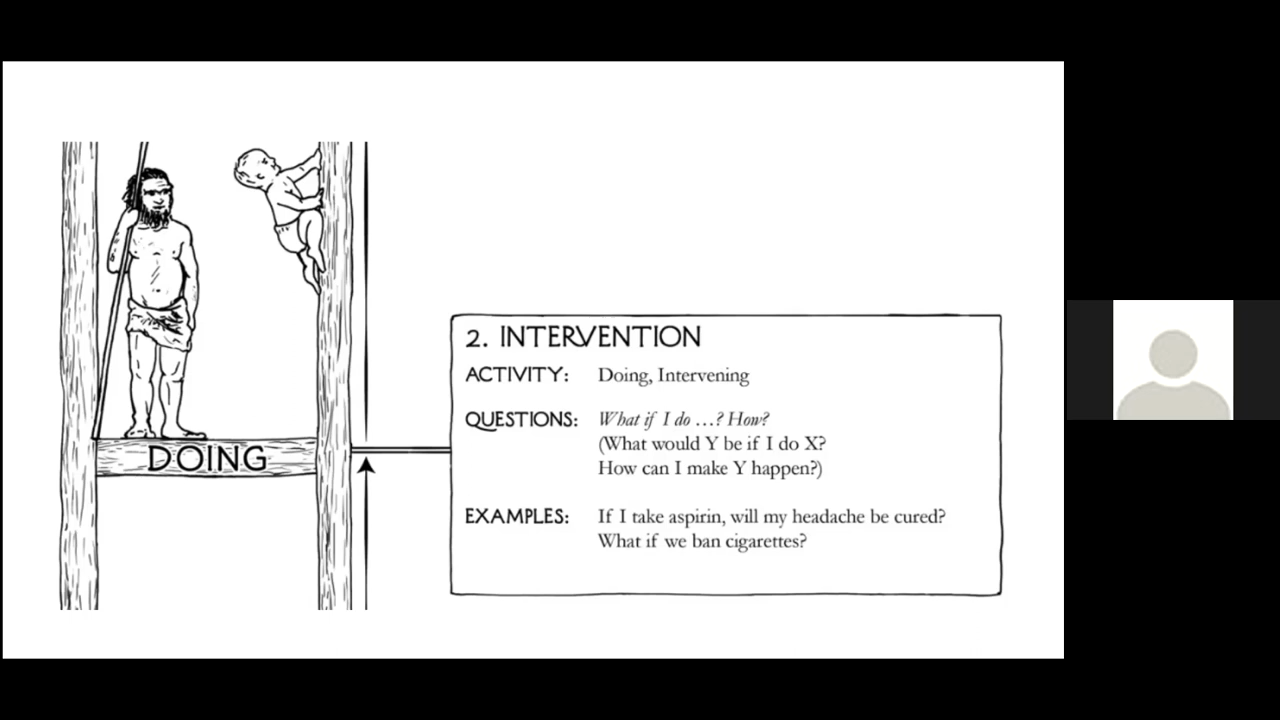 DOING
2. INTERVENTION
ACTIVITY: Doing, Intervening
QUESTIONS: What if I do …? How?
(What would Y be if I do X?
How can I make Y happen?)
EXAMPLES: If I take aspirin, will my headache be cured?
What if we ban cigarettes?